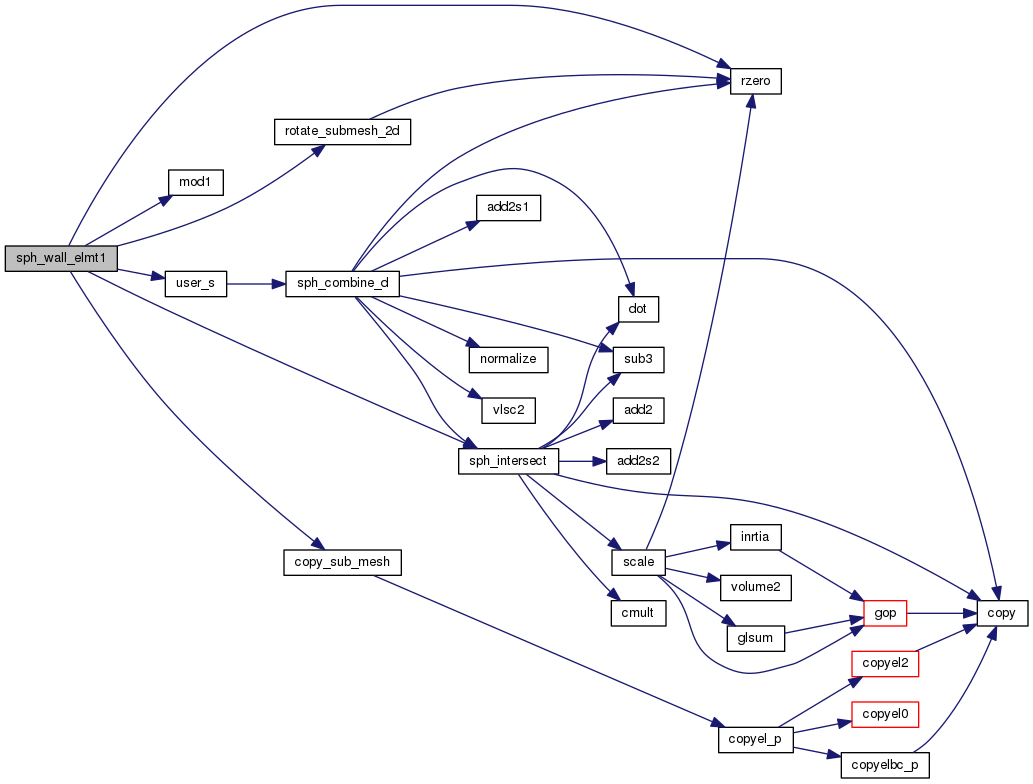 rzero
rotate_submesh_2d
mod1
add2s1
sph_wall_elmt1
user_s
sph_combine_d
dot
normalize
sub3
vlsc2
add2
sph_intersect
add2s2
inrtia
copy_sub_mesh
scale
volume2
cmult
gop
copy
glsum
copyel2
copyel0
copyel_p
copyelbc_p